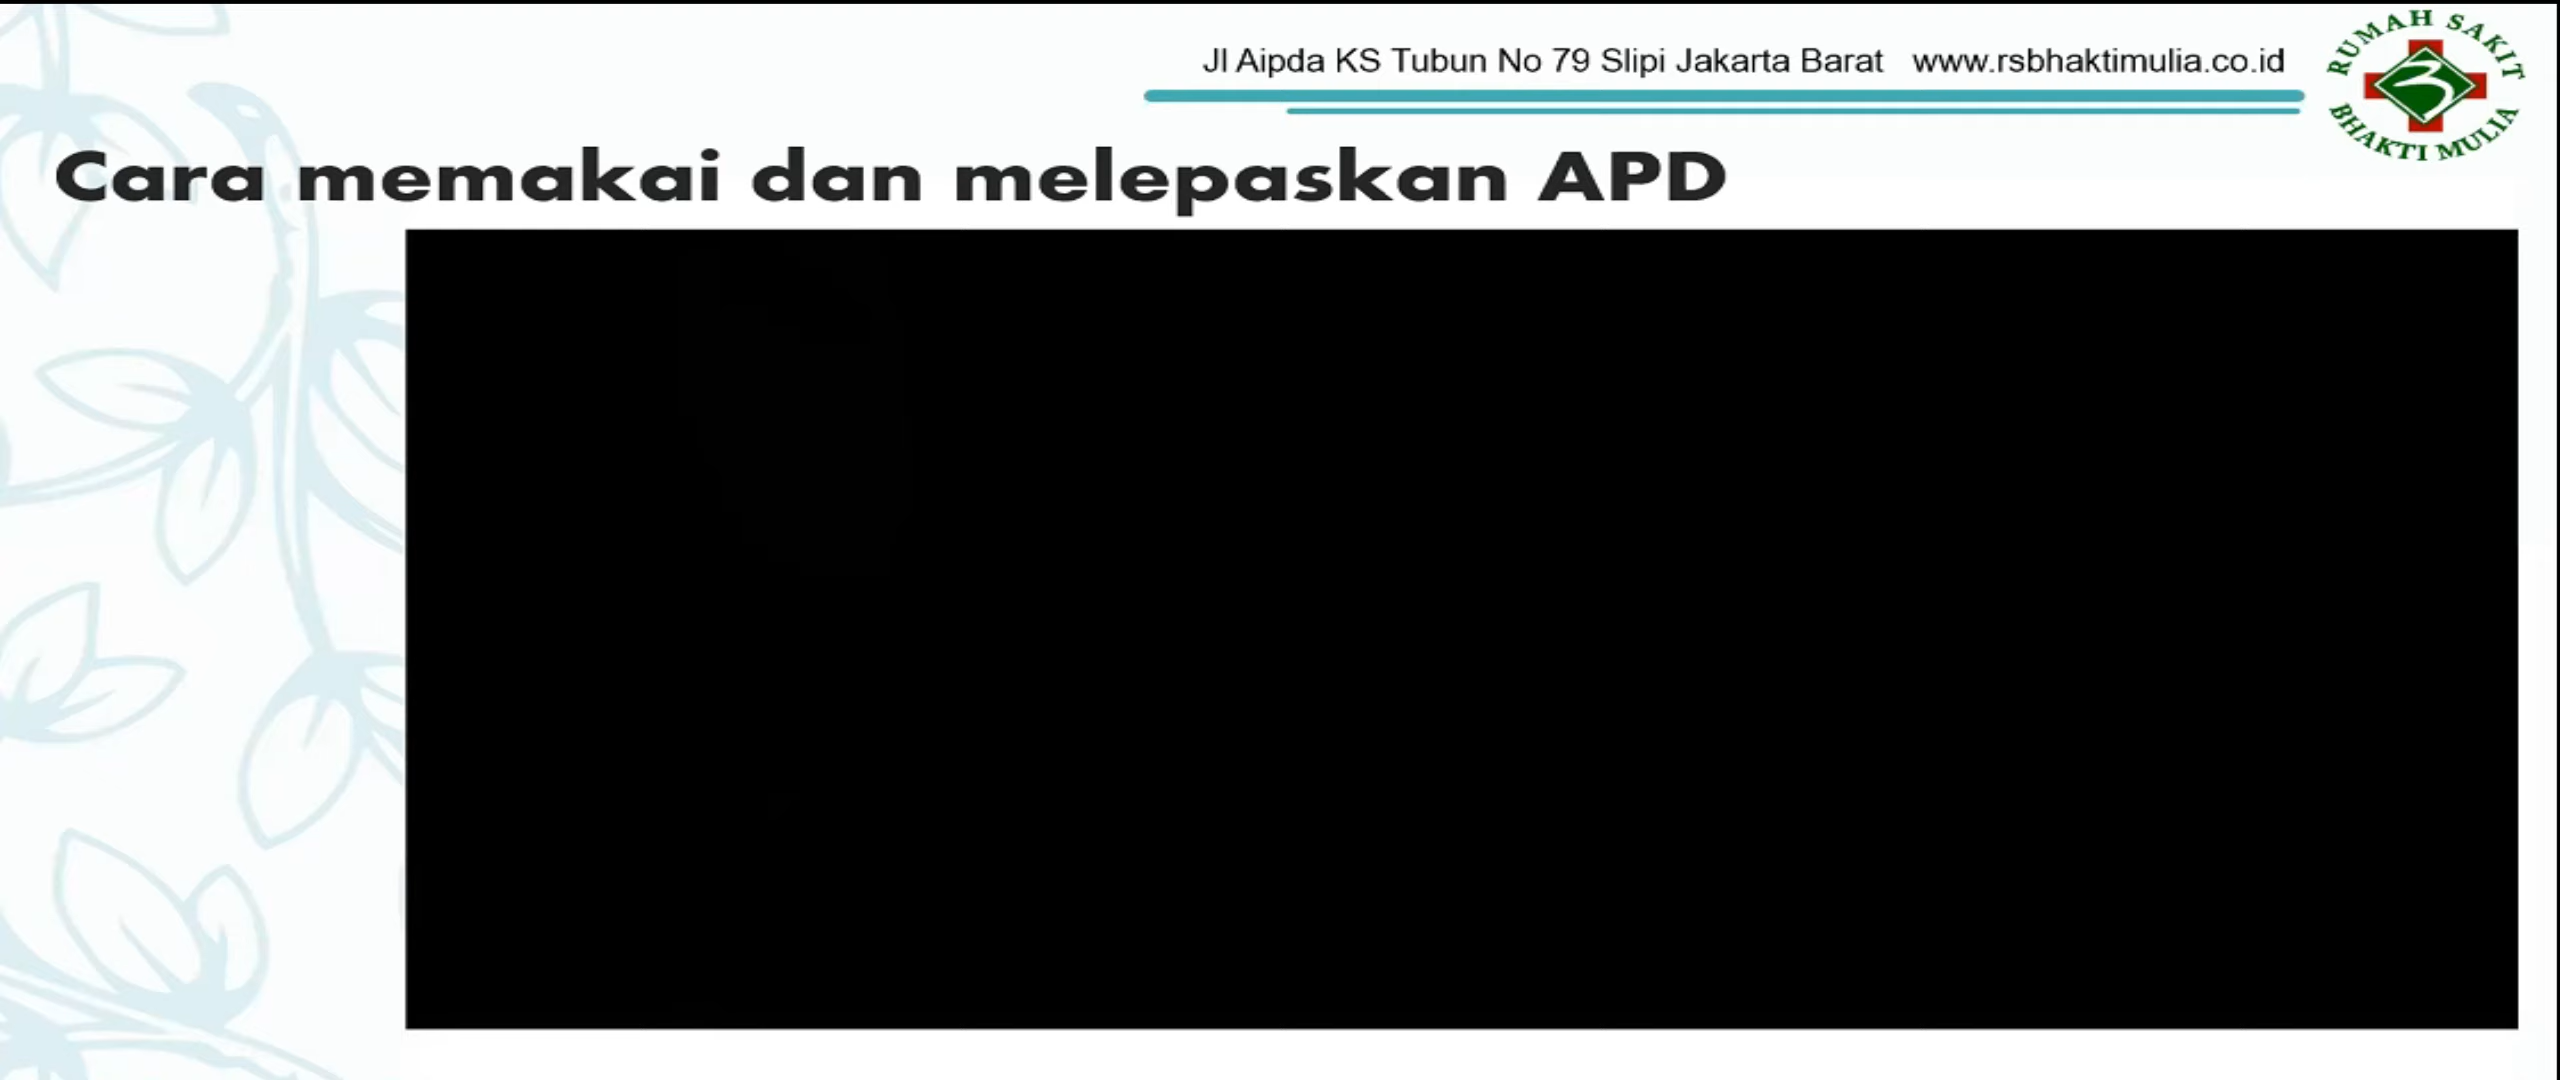 Jl Aipda KS Tubun No 79 Slipi Jakarta Barat www.rsbhaktimulia.co.id
RUMAH SAKIT
BHAKTI MULIA
Cara memakai dan melepaskan APD